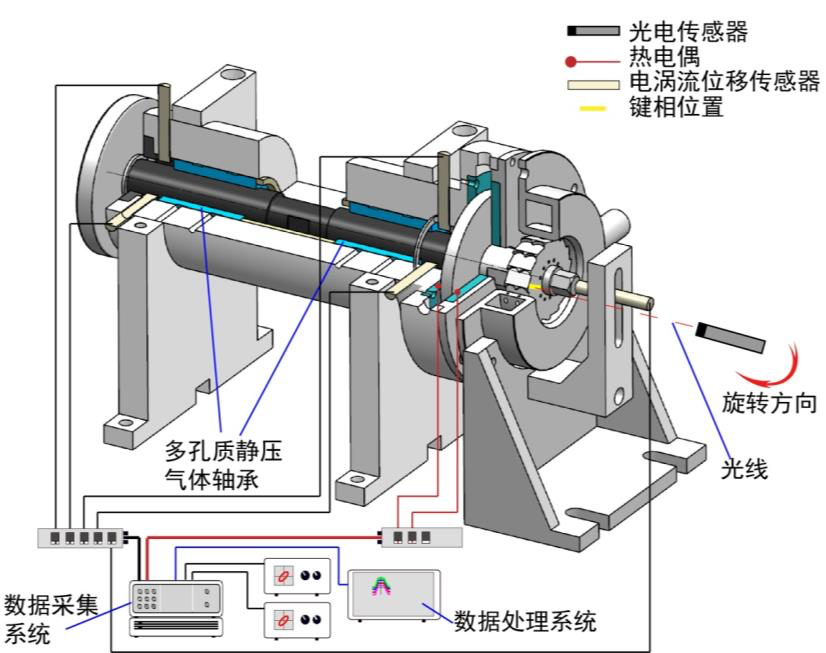 光电传感器
热电偶
电涡流位移传感器
键相位置
旋转方向
多孔质静压
气体轴承
光线
数据采集
系统
数据处理系统